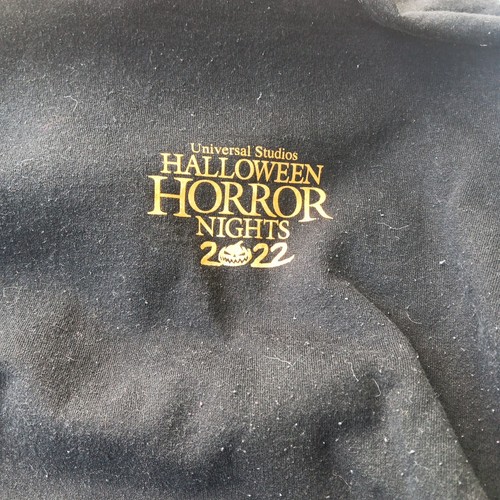 Universal Studios
HALLOWEEN
HORROR
NIGHTS
2022